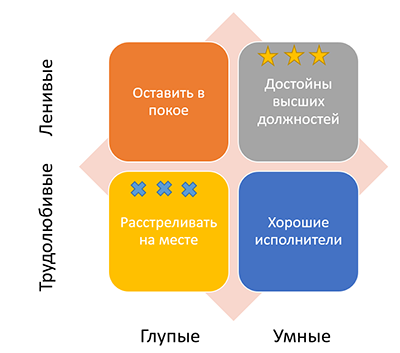 Ленивые
Оставить в
покое
Достойны
высших
должностей
Трудолюбивые
Расстреливать
на месте
Хорошие
исполнители
Глупые
Умные